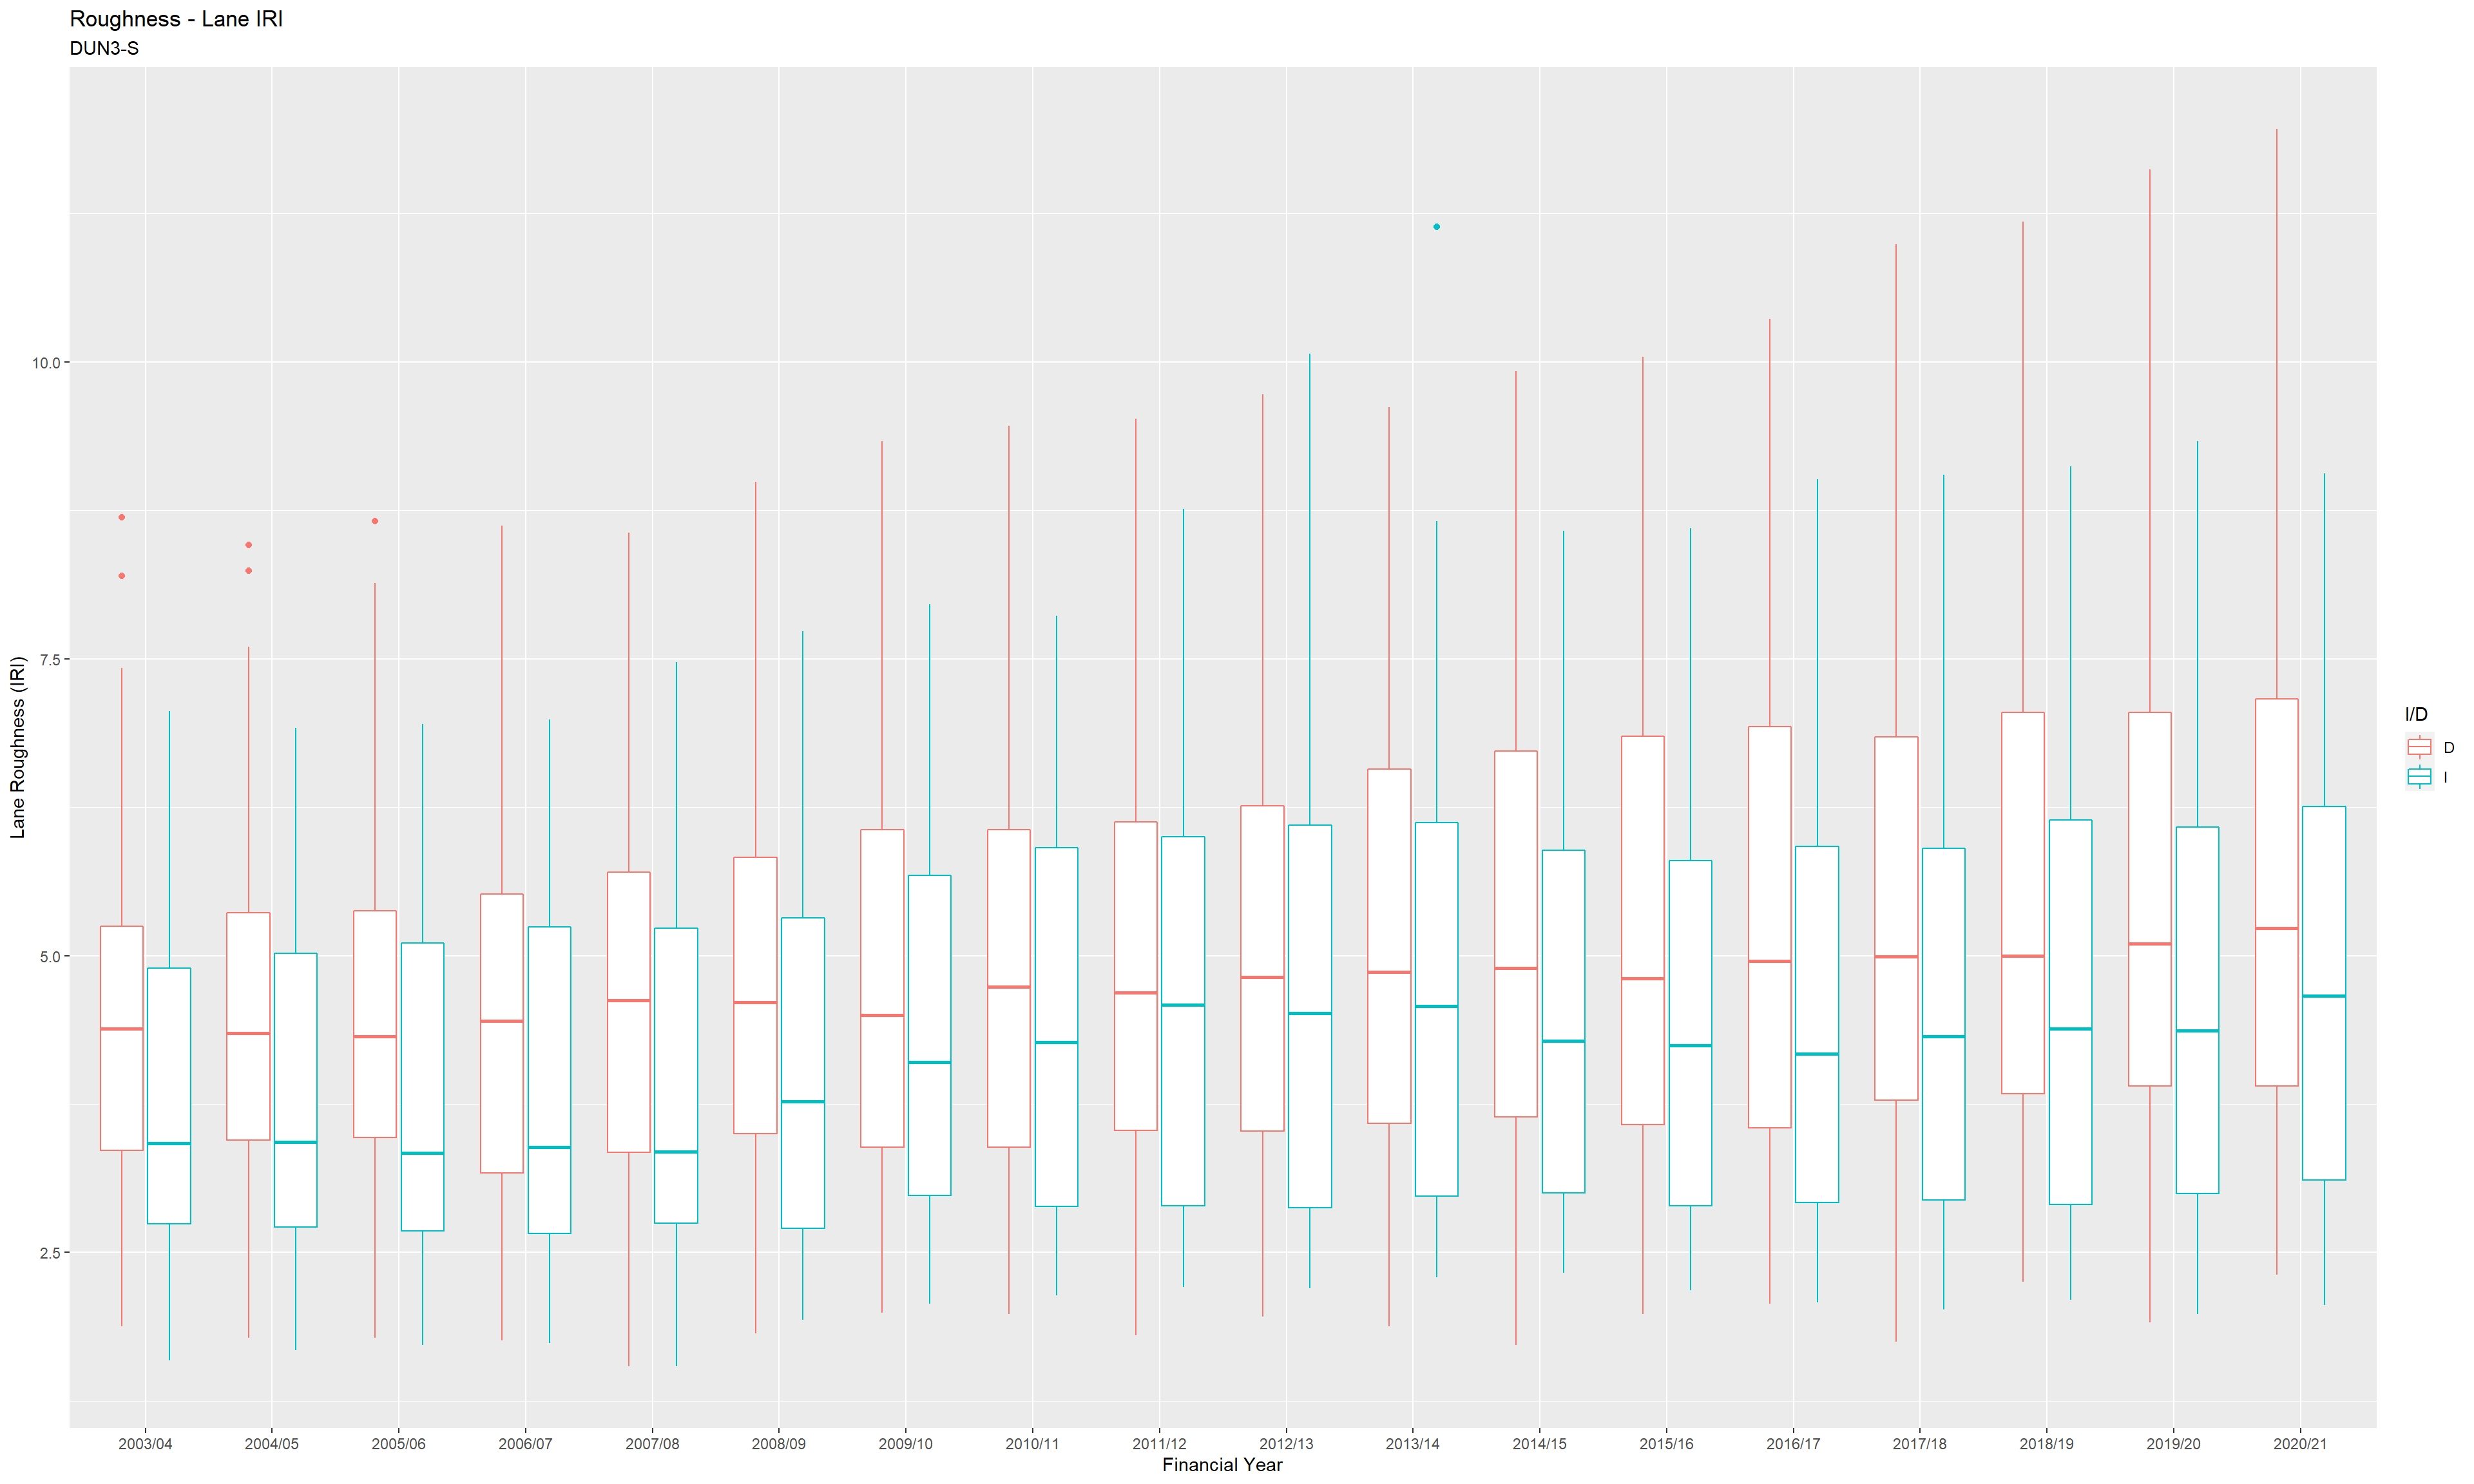 Roughness - Lane IRI
DUN3-S
Lane Roughness (IRI)
10.0
7.5
5.0
2.5
2003/04 2004/05 2005/06 2006/07 2007/08 2008/09 2009/10 2010/11 2011/12 2012/13 2013/14 2014/15 2015/16 2016/17 2017/18 2018/19 2019/20 2020/21
Financial Year
I/D
D
I